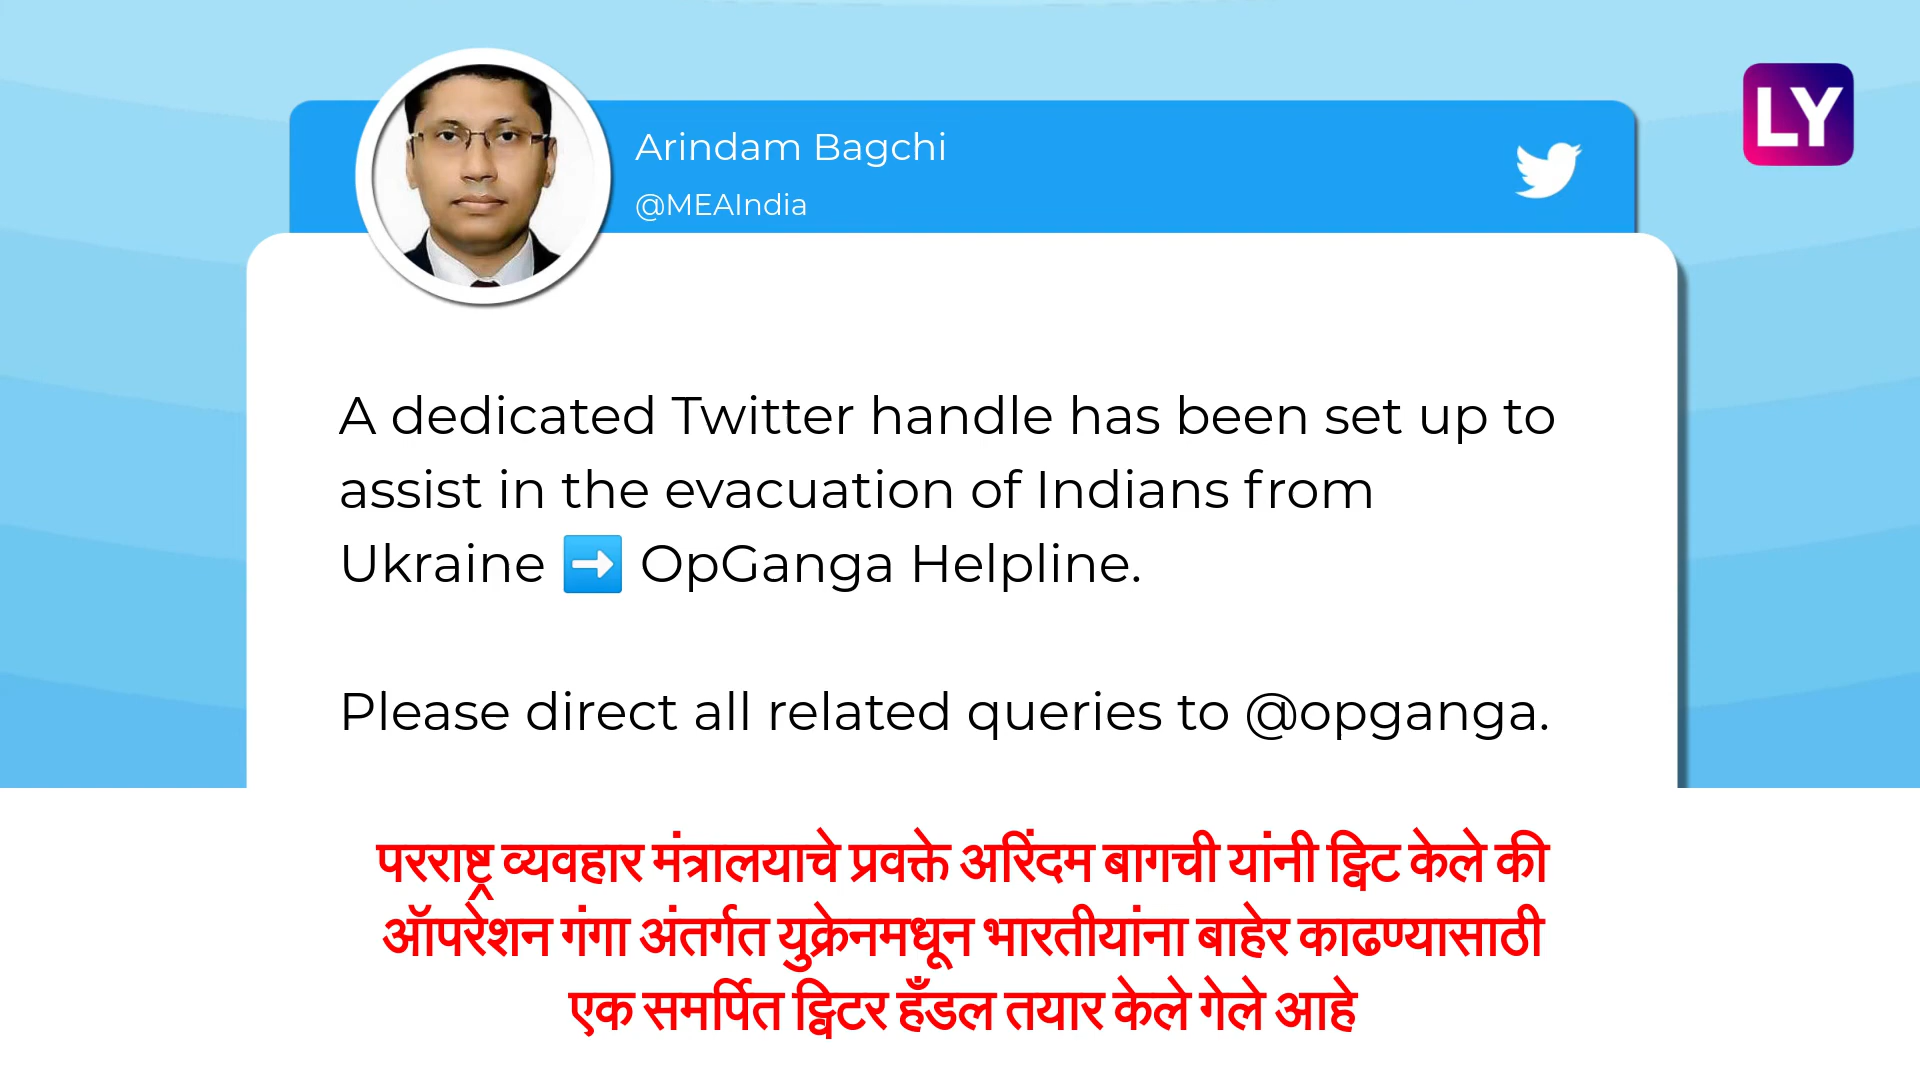 LY
Arindam Bagchi
@MEAIndia
A dedicated Twitter handle has been set up to
assist in the evacuation of Indians from
Ukraine ➡️ OpGanga Helpline.
Please direct all related queries to @opganga.
परराष्ट्र व्यवहार मंत्रालयाचे प्रवक्ते अरिंदम बागची यांनी ट्विट केले की
ऑपरेशन गंगा अंतर्गत युक्रेनमधून भारतीयांना बाहेर काढण्यासाठी
एक समर्पित ट्विटर हँडल तयार केले गेले आहे